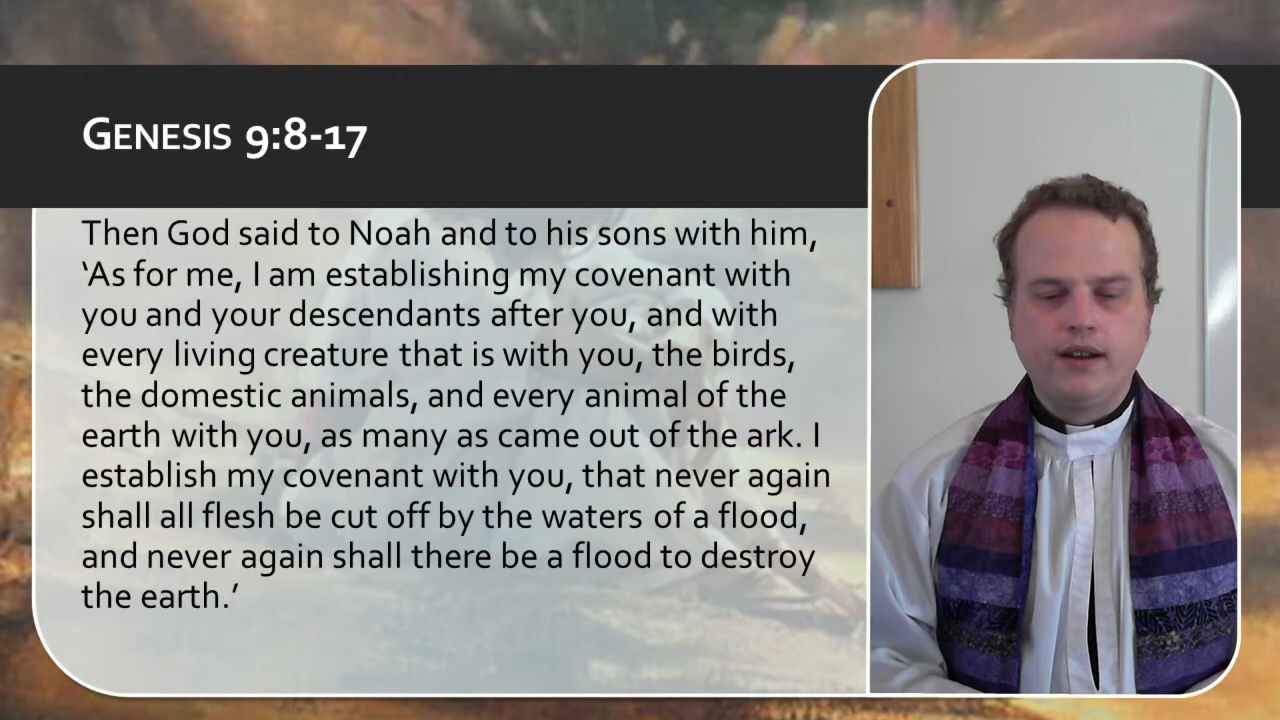 GENESIS 9:8-17
Then God said to Noah and to his sons with him,
‘As for me, I am establishing my covenant with
you and your descendants after you, and with
every living creature that is with you, the birds,
the domestic animals, and every animal of the
earth with you, as many as came out of the ark. I
establish my covenant with you, that never again
shall all flesh be cut off by the waters of a flood,
and never again shall there be a flood to destroy
the earth.’